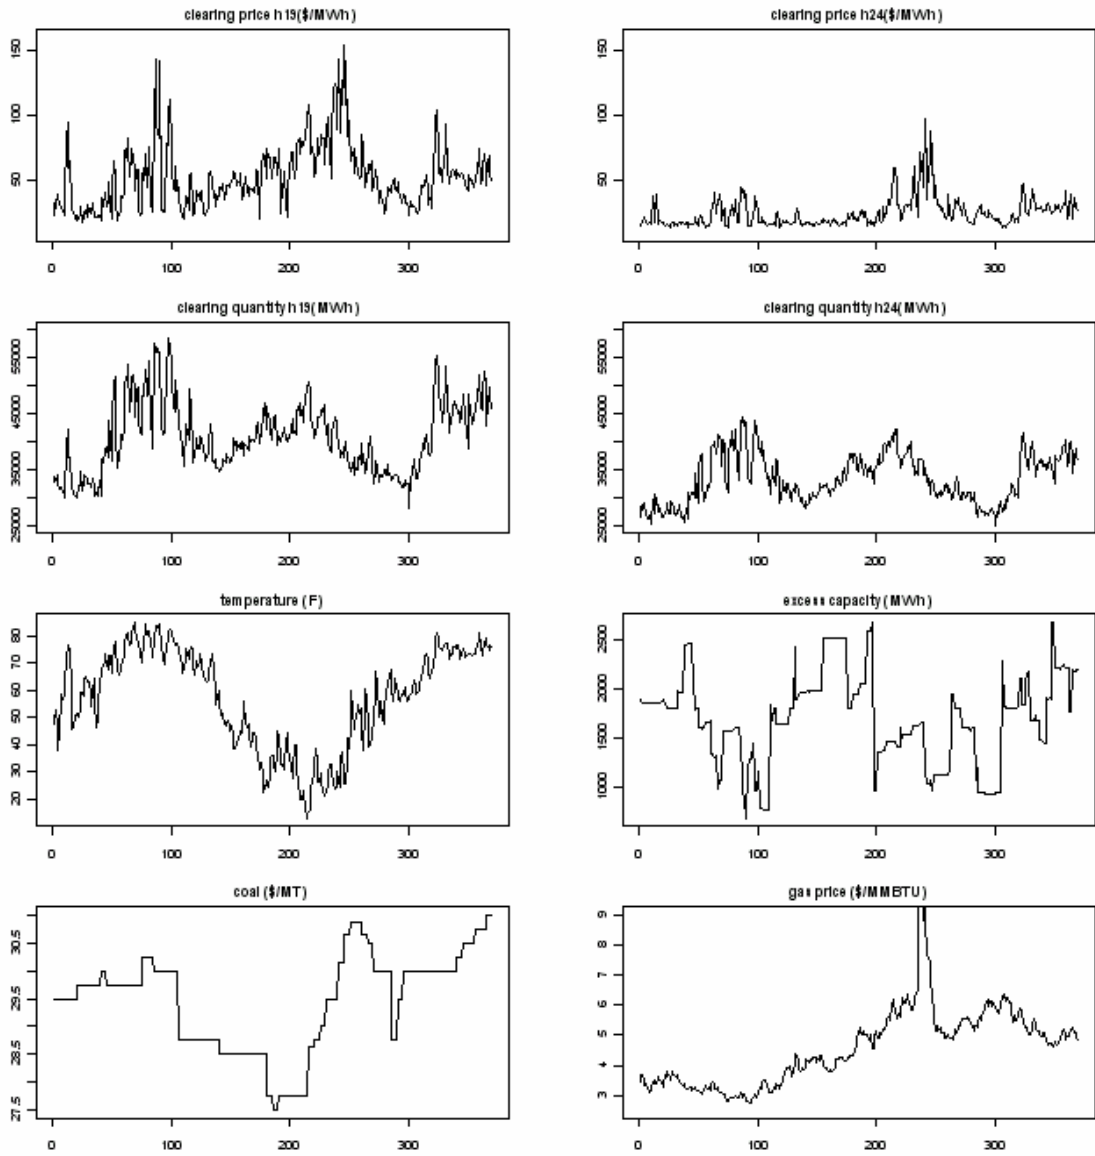 clearing price h19($/MWh)
150
100
50
0 100 200 300
clearing price h24($/MWh)
150
100
50
0 100 200 300
clearing quantity h19(MWh)
55000
45000
35000
25000
0 100 200 300
clearing quantity h24(MWh)
55000
45000
35000
25000
0 100 200 300
temperature (F)
80
70
60
50
40
30
20
0 100 200 300
excess capacity (MWh)
2500
2000
1500
1000
0 100 200 300
coal ($/MT)
30.5
29.5
28.5
27.5
0 100 200 300
gas price ($/MMBTU)
9
8
7
6
5
4
3
0 100 200 300